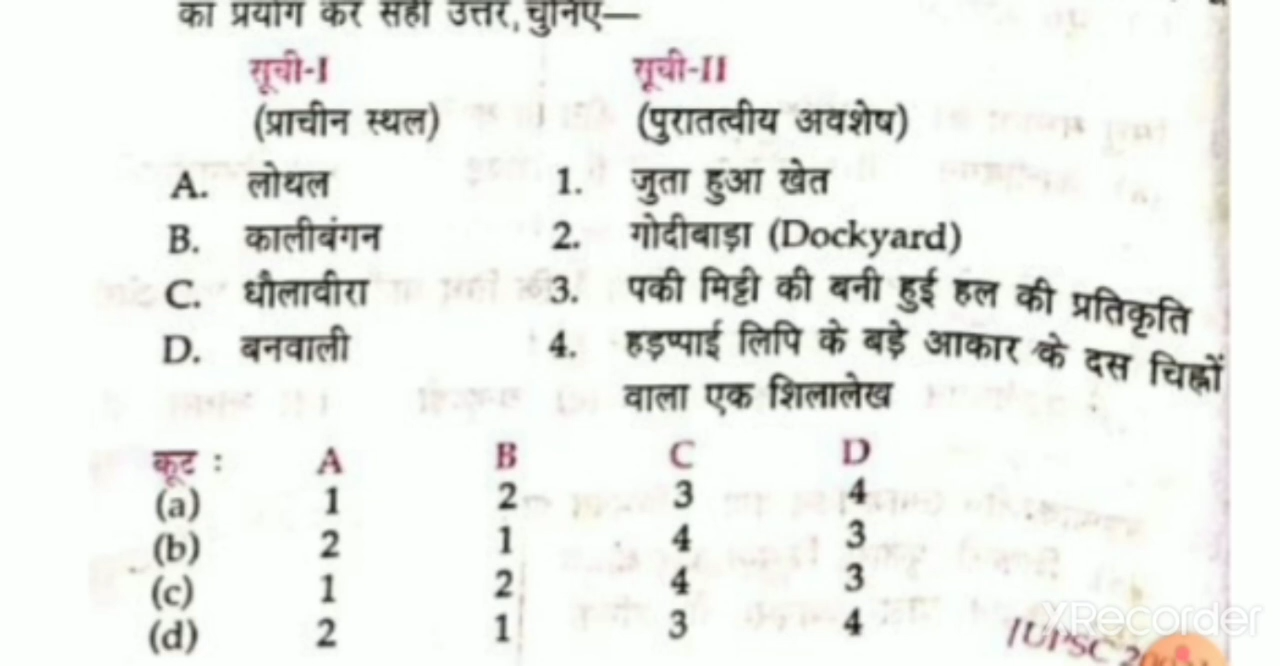 का प्रयोग कर सही उत्तर चुनिए—
सूची-I सूची-II
(प्राचीन स्थल) (पुरातत्वीय अवशेष)
A. लोथल 1. जुता हुआ खेत
B. कालीबंगन 2. गोदीबाड़ा (Dockyard)
C. धौलावीरा 3. पकी मिट्टी की बनी हुई हल की प्रतिकृति
D. बनवाली 4. हड़प्पाई लिपि के बड़े आकार के दस चिह्नों
वाला एक शिलालेख
कूट : A B C D
(a) 1 2 3 4
(b) 2 1 4 3
(c) 1 2 4 3
(d) 2 1 3 4
XRecorder
[UPSC